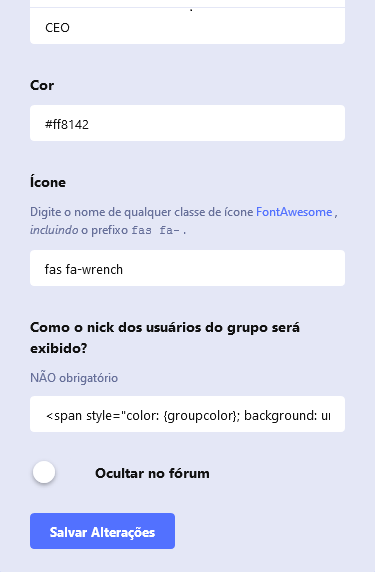 CEO
Cor
#ff8142
Ícone
Digite o nome de qualquer classe de ícone FontAwesome ,
incluindo o prefixo fas fa- .
fas fa-wrench
Como o nick dos usuários do grupo será
exibido?
NÃO obrigatório
<span style="color: {groupcolor}; background: ur
Ocultar no fórum
Salvar Alterações